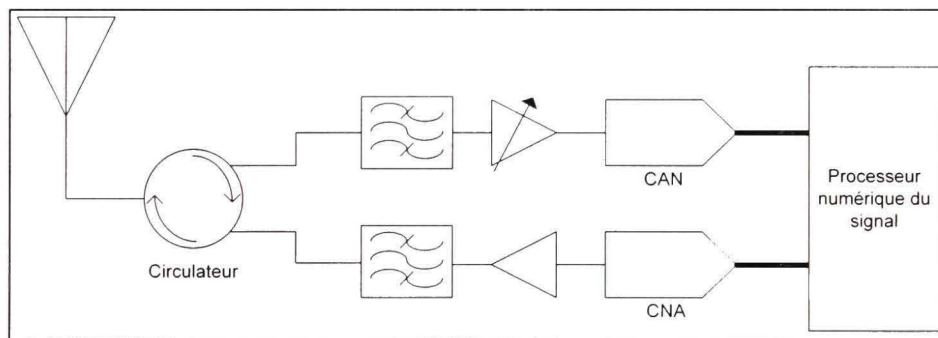 CAN
Processeur
numérique du
signal
Circulateur
CNA